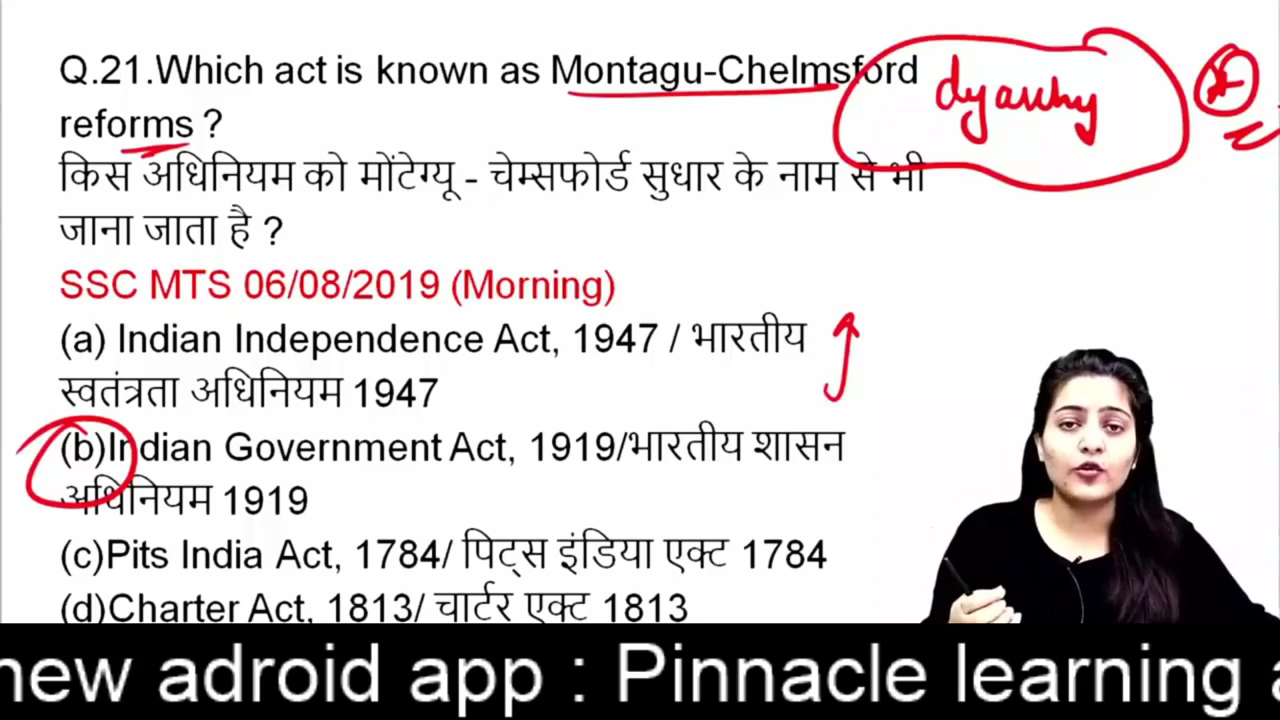 Q.21.Which act is known as Montagu-Chelmsford
reforms ?
dyarchy
किस अधिनियम को मोंटेग्यू - चेम्सफोर्ड सुधार के नाम से भी
जाना जाता है ?
SSC MTS 06/08/2019 (Morning)
(a) Indian Independence Act, 1947 / भारतीय
स्वतंत्रता अधिनियम 1947
(b)Indian Government Act, 1919/भारतीय शासन
अधिनियम 1919
(c)Pits India Act, 1784/ पिट्स इंडिया एक्ट 1784
(d)Charter Act, 1813/ चार्टर एक्ट 1813
new adroid app : Pinnacle learning a